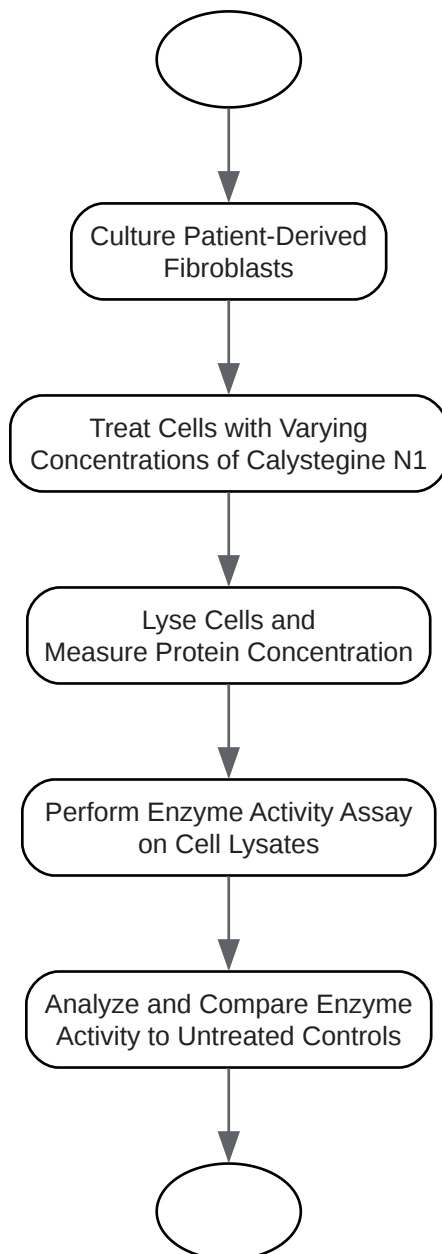 Culture Patient-Derived
Fibroblasts
Treat Cells with Varying
Concentrations of Calystegine N1
Lyse Cells and
Measure Protein Concentration
Perform Enzyme Activity Assay
on Cell Lysates
Analyze and Compare Enzyme
Activity to Untreated Controls